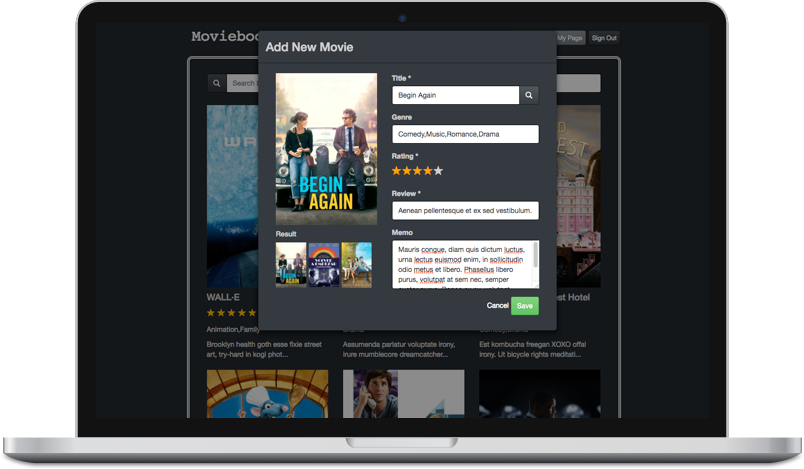 Movieboo
My Page
Sign Out
Add New Movie
Search
BEGIN
AGAIN
Title *
Begin Again
Genre
Comedy,Music,Romance,Drama
Rating *
Review *
Aenean pellentesque et ex sed vestibulum.
Result
Memo
Mauris congue, diam quis dictum luctus,
urna lectus euismod enim, in sollicitudin
odio metus et libero. Phasellus libero
purus, volutpat at sem nec, semper
Cancel
Save
WALL-E
st Hotel
Animation,Family
Brooklyn health goth esse fixie street
art, try-hard in kogi phot...
Assumenda pariatur voluptate irony,
irure mumblecore dreamcatcher...
Est kombucha freegan XOXO offal
irony. Ut bicycle rights meditati...